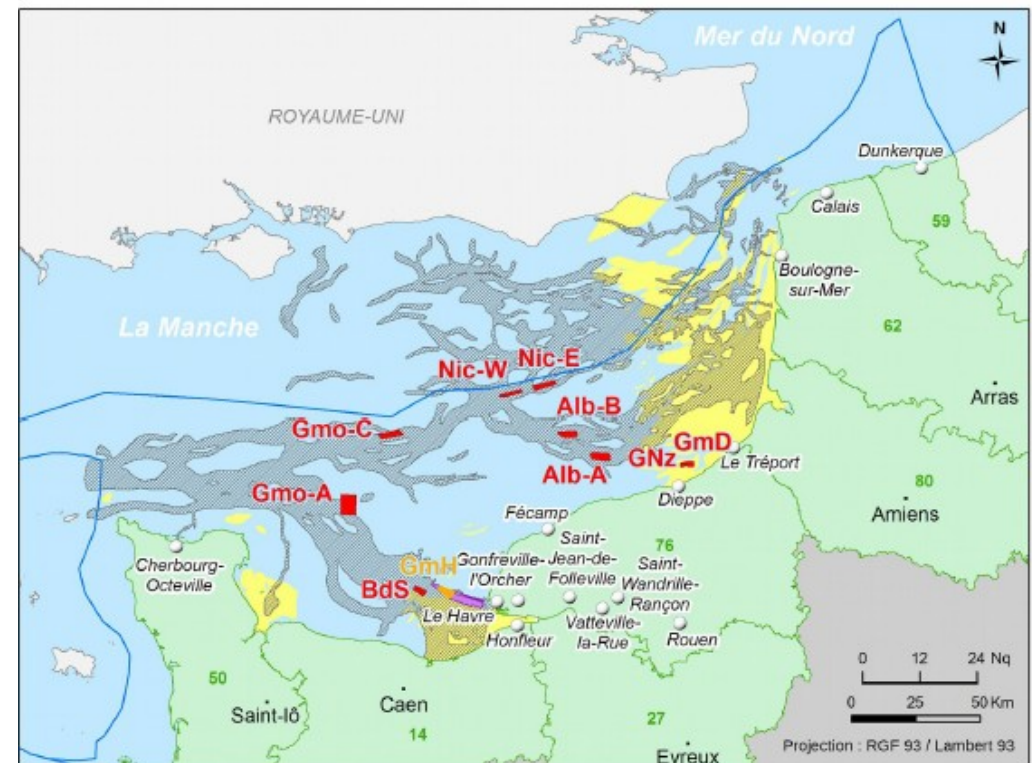 Mer du Nord
N
ROYAUME-UNI
Dunkerque
Calais
59
Boulogne-
sur-Mer
La Manche
62
Nic-W
Nic-E
Arras
Alb-B
Gmo-C
GmD
GNz
Le Tréport
Alb-A
80
Gmo-A
Dieppe
Amiens
Fécamp
76
Cherbourg-
Octeville
GmH
Gonfreville-
l'Orcher
Saint-
Jean-de-
Folleville
Saint-
Wandrille-
Rançon
BdS
Le Havre
Honfleur
Vatteville-
la-Rue
Rouen
50
Saint-lô
Caen
14
27
Evreux
0 12 24 Nq
0 25 50 Km
Projection : RGF 93 / Lambert 93